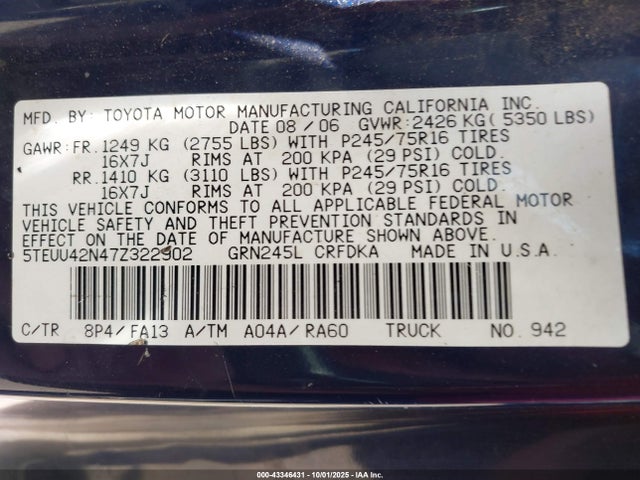 MFD. BY: TOYOTA MOTOR MANUFACTURING CALIFORNIA INC.
DATE 08 / 06 GVWR: 2426 KG ( 5350 LBS)
GAWR: FR. 1249 KG (2755 LBS) WITH P245/75R16 TIRES
16X7J RIMS AT 200 KPA (29 PSI) COLD.
RR. 1410 KG (3110 LBS) WITH P245/75R16 TIRES
16X7J RIMS AT 200 KPA (29 PSI) COLD.
THIS VEHICLE CONFORMS TO ALL APPLICABLE FEDERAL MOTOR
VEHICLE SAFETY AND THEFT PREVENTION STANDARDS IN
EFFECT ON THE DATE OF MANUFACTURE SHOWN ABOVE.
5TEUU42N47Z322902 GRN245L CRFDKA MADE IN U.S.A.
C/TR 8P4/FA13 A/TM A04A/RA60 TRUCK NO. 942
000-43346431 - 10/01/2025 - IAA Inc.